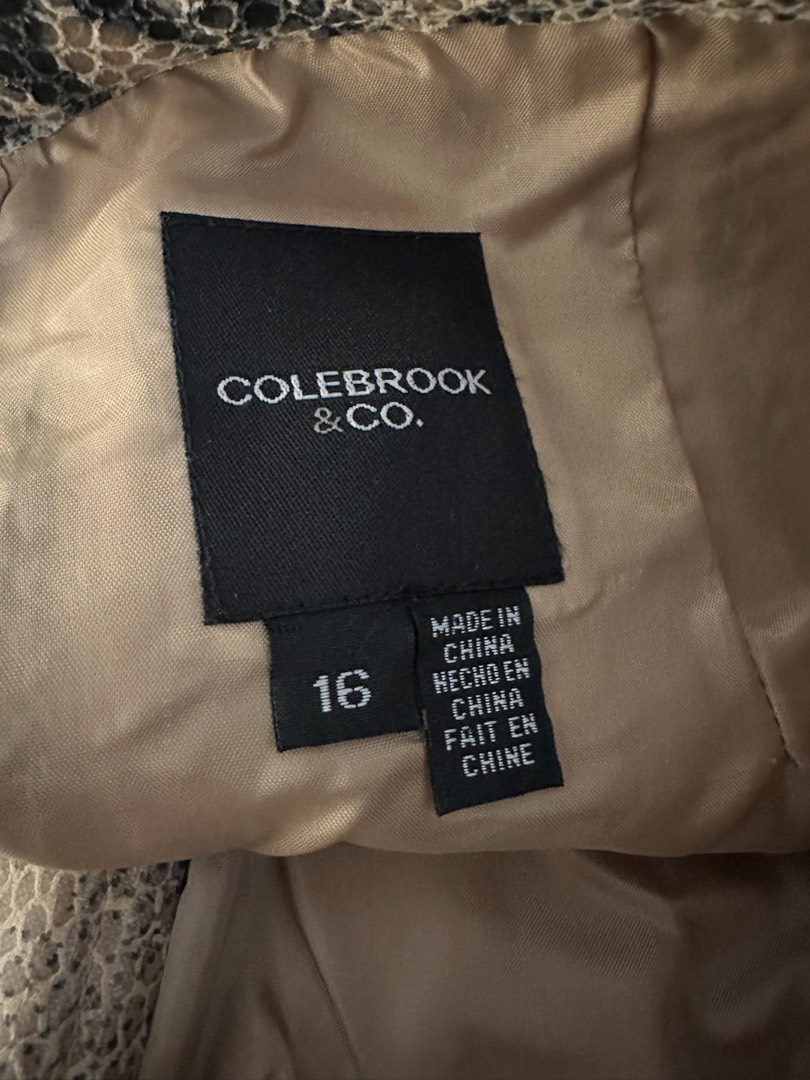 COLEBROOK
&CO.
16
MADE IN
CHINA
HECHO EN
CHINA
FAIT EN
CHINE